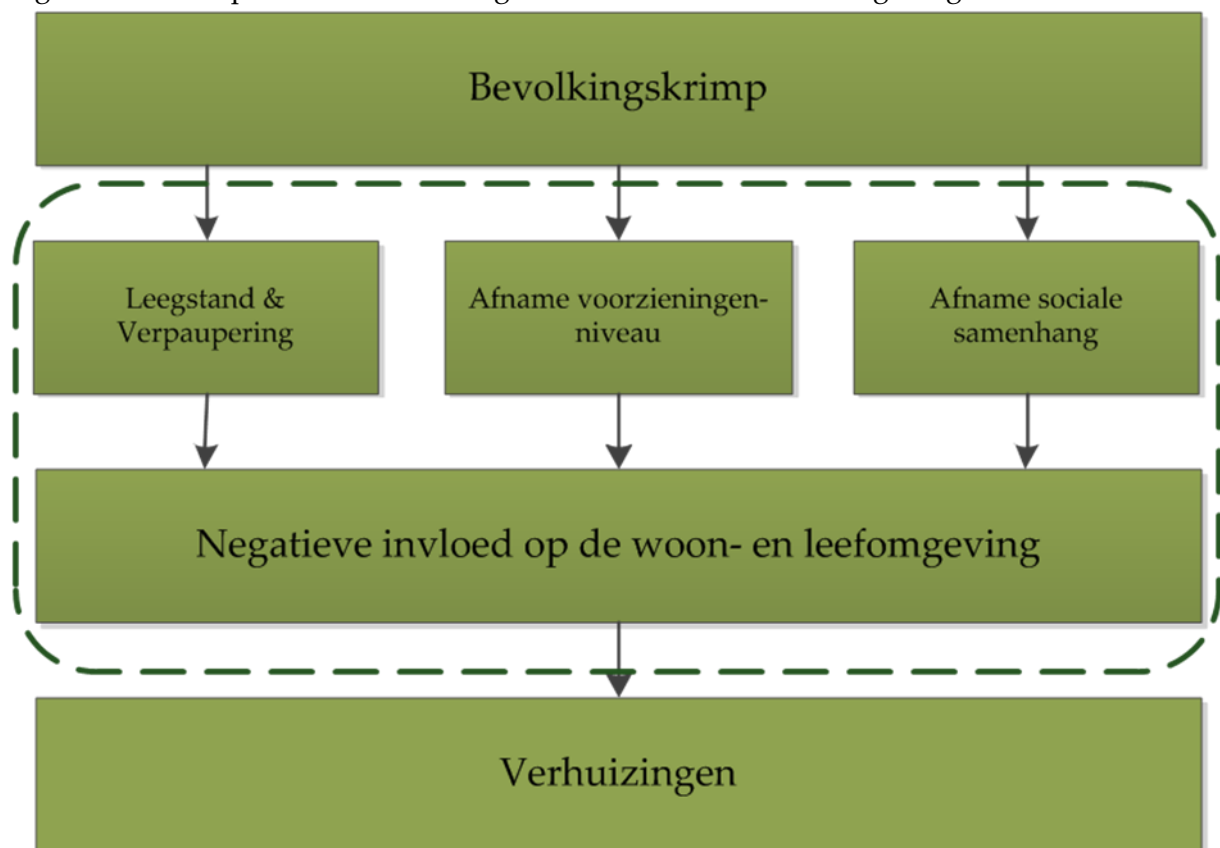 Bevolkingskrimp
Leegstand &
Verpaupering
Afname voorzieningen-
niveau
Afname sociale
samenhang
Negatieve invloed op de woon- en leefomgeving
Verhuizingen